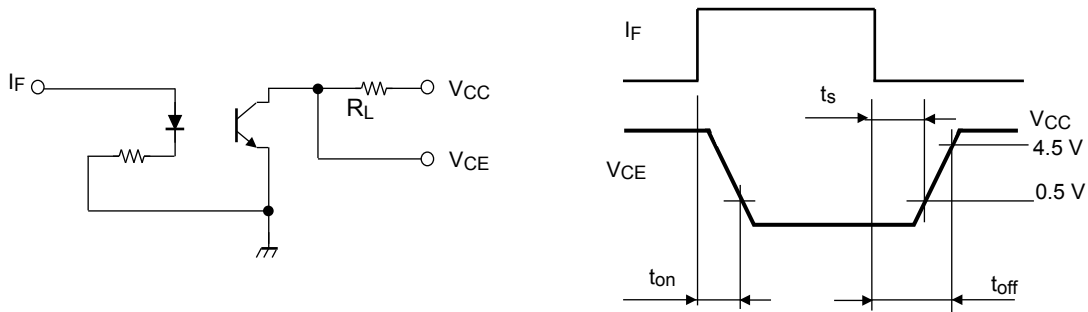 IF
RL
VCC
VCE
IF
ts
VCC
4.5 V
VCE
0.5 V
ton
toff